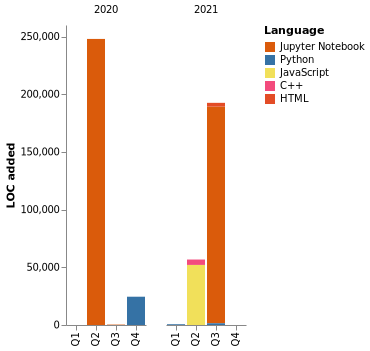 2020 2021
Language
Jupyter Notebook
Python
JavaScript
C++
HTML
LOC added
250,000
200,000
150,000
100,000
50,000
0
Q1 Q2 Q3 Q4 Q1 Q2 Q3 Q4